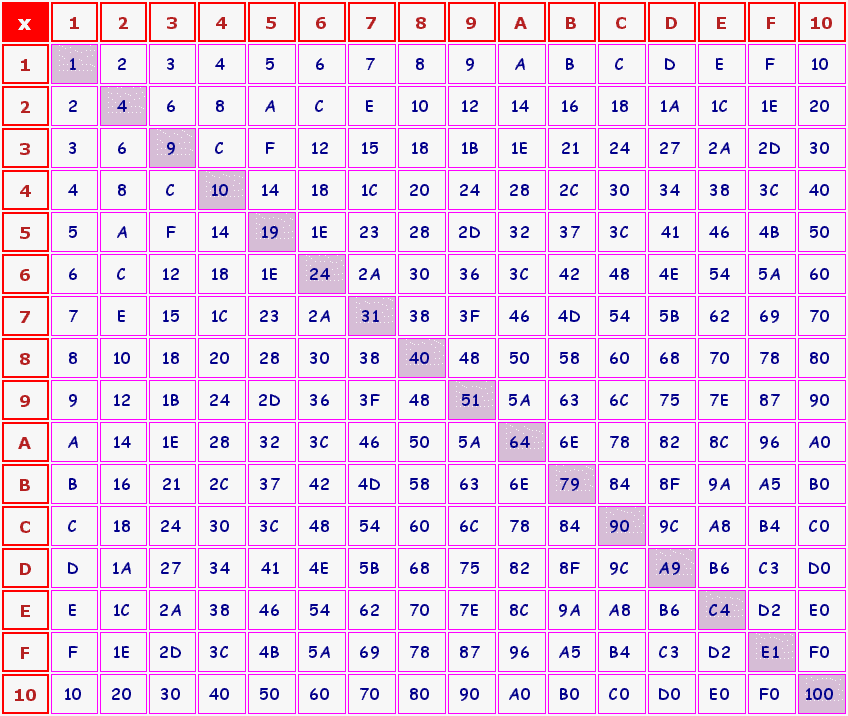 x 1 2 3 4 5 6 7 8 9 A B C D E F 10
1 1 2 3 4 5 6 7 8 9 A B C D E F 10
2 2 4 6 8 A C E 10 12 14 16 18 1A 1C 1E 20
3 3 6 9 C F 12 15 18 1B 1E 21 24 27 2A 2D 30
4 4 8 C 10 14 18 1C 20 24 28 2C 30 34 38 3C 40
5 5 A F 14 19 1E 23 28 2D 32 37 3C 41 46 4B 50
6 6 C 12 18 1E 24 2A 30 36 3C 42 48 4E 54 5A 60
7 7 E 15 1C 23 2A 31 38 3F 46 4D 54 5B 62 69 70
8 8 10 18 20 28 30 38 40 48 50 58 60 68 70 78 80
9 9 12 1B 24 2D 36 3F 48 51 5A 63 6C 75 7E 87 90
A A 14 1E 28 32 3C 46 50 5A 64 6E 78 82 8C 96 A0
B B 16 21 2C 37 42 4D 58 63 6E 79 84 8F 9A A5 B0
C C 18 24 30 3C 48 54 60 6C 78 84 90 9C A8 B4 C0
D D 1A 27 34 41 4E 5B 68 75 82 8F 9C A9 B6 C3 D0
E E 1C 2A 38 46 54 62 70 7E 8C 9A A8 B6 C4 D2 E0
F F 1E 2D 3C 4B 5A 69 78 87 96 A5 B4 C3 D2 E1 F0
10 10 20 30 40 50 60 70 80 90 A0 B0 C0 D0 E0 F0 100